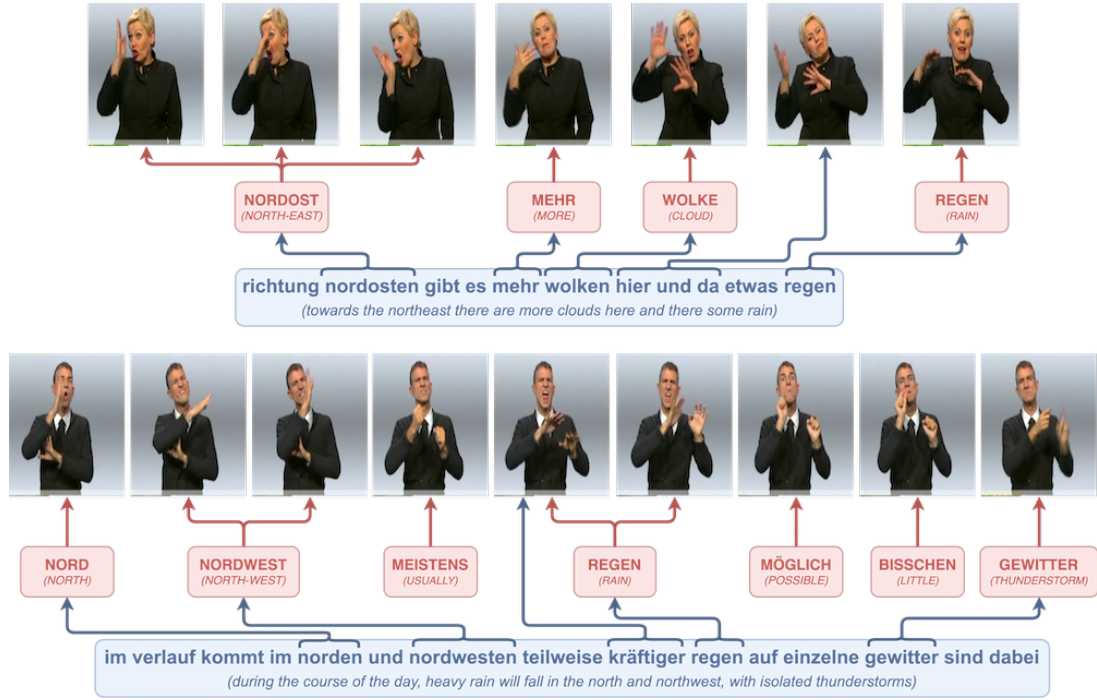 NORDOST
(NORTH-EAST)
MEHR
(MORE)
WOLKE
(CLOUD)
REGEN
(RAIN)
richtung nordosten gibt es mehr wolken hier und da etwas regen
(towards the northeast there are more clouds here and there some rain)
NORD
(NORTH)
NORDWEST
(NORTH-WEST)
MEISTENS
(USUALLY)
REGEN
(RAIN)
MÖGLICH
(POSSIBLE)
BISSCHEN
(LITTLE)
GEWITTER
(THUNDERSTORM)
im verlauf kommt im norden und nordwesten teilweise kräftiger regen auf einzelne gewitter sind dabei
(during the course of the day, heavy rain will fall in the north and northwest, with isolated thunderstorms)